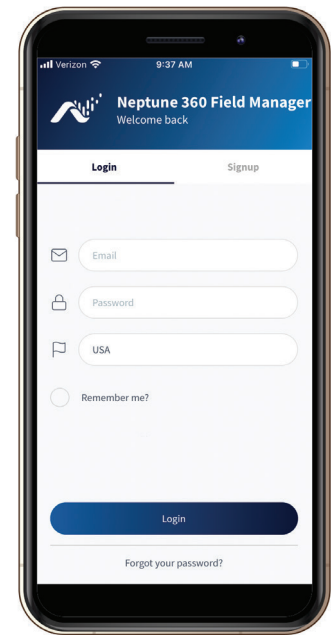 Verizon 9:37 AM
Neptune 360 Field Manager
Welcome back
Login Signup
Email
Password
USA
Remember me?
Login
Forgot your password?